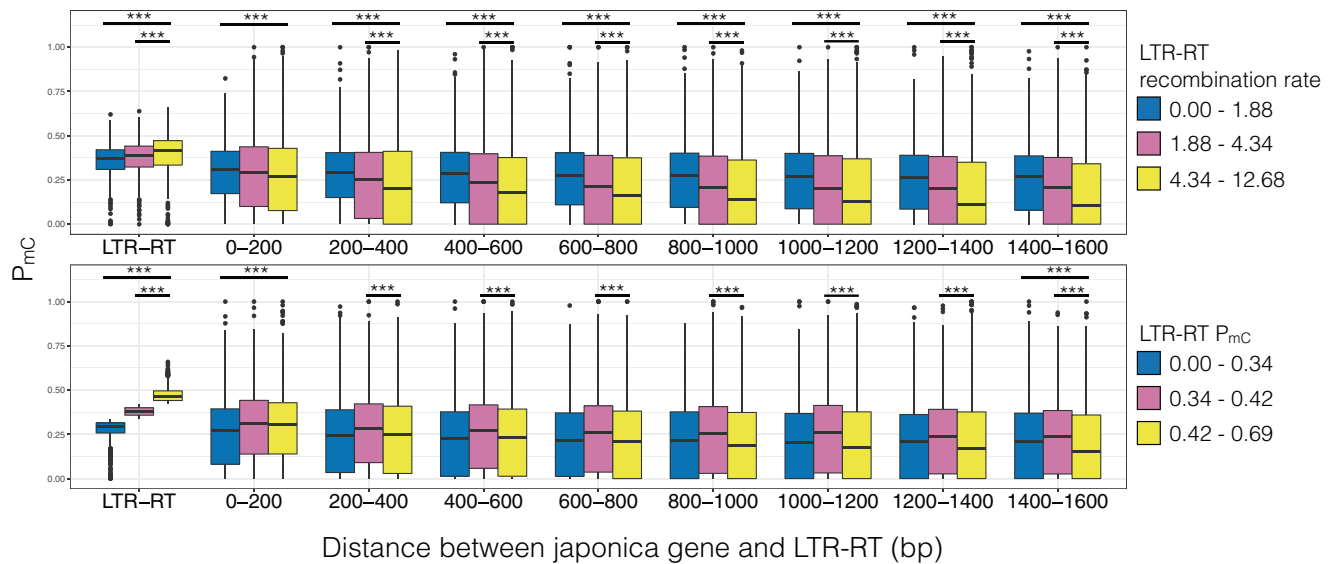 *** *** *** *** *** *** *** *** ***
*** *** *** *** *** *** *** ***
1.00
0.75
0.50
0.25
0.00
LTR–RT 0–200 200–400 400–600 600–800 800–1000 1000–1200 1200–1400 1400–1600
LTR-RT
recombination rate
0.00 - 1.88
1.88 - 4.34
4.34 - 12.68
PmC
*** *** ***
*** *** *** *** *** *** *** ***
1.00
0.75
0.50
0.25
0.00
LTR–RT 0–200 200–400 400–600 600–800 800–1000 1000–1200 1200–1400 1400–1600
LTR-RT PmC
0.00 - 0.34
0.34 - 0.42
0.42 - 0.69
Distance between japonica gene and LTR-RT (bp)